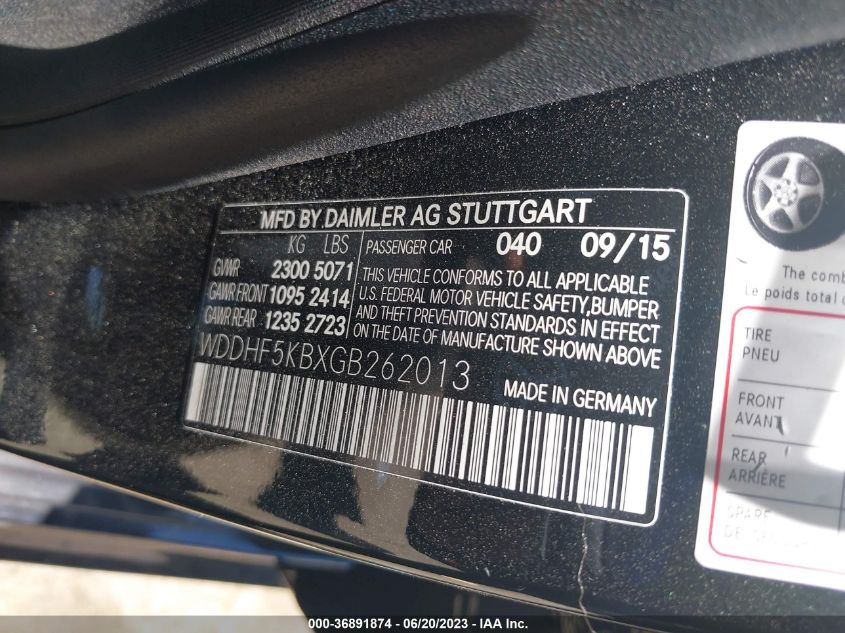 MFD BY DAIMLER AG STUTTGART
KG LBS
GVWR 2300 5071
GAWR FRONT 1095 2414
GAWR REAR 1235 2723
PASSENGER CAR 040 09/15
THIS VEHICLE CONFORMS TO ALL APPLICABLE
U.S. FEDERAL MOTOR VEHICLE SAFETY,BUMPER
AND THEFT PREVENTION STANDARDS IN EFFECT
ON THE DATE OF MANUFACTURE SHOWN ABOVE
WDDHF5KBXGB262013
MADE IN GERMANY
The comb
Le poids total d
TIRE
PNEU
FRONT
AVANT
REAR
ARRIÈRE
SPARE
DE
000-36891874 / 06/20/2023 - © IAA Inc.